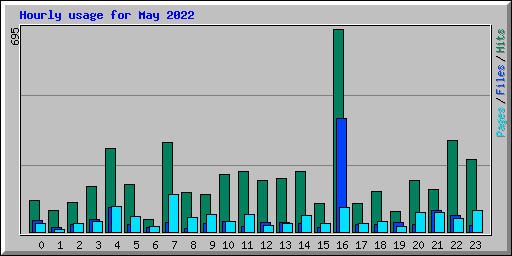 Hourly usage for May 2022
695
Pages/Files/Hits
0 1 2 3 4 5 6 7 8 9 10 11 12 13 14 15 16 17 18 19 20 21 22 23